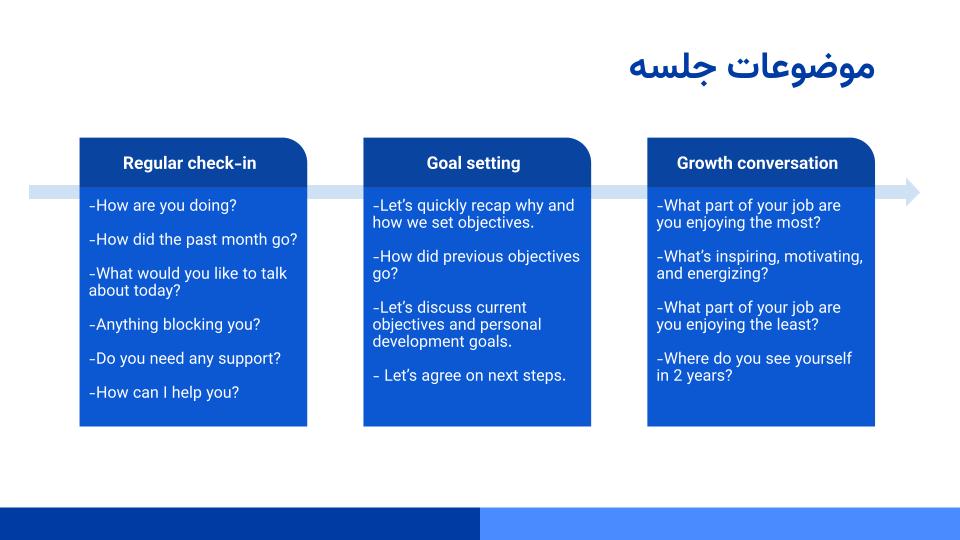 موضوعات جلسه
Regular check-in
-How are you doing?
-How did the past month go?
-What would you like to talk
about today?
-Anything blocking you?
-Do you need any support?
-How can I help you?
Goal setting
-Let's quickly recap why and
how we set objectives.
-How did previous objectives
go?
-Let's discuss current
objectives and personal
development goals.
- Let's agree on next steps.
Growth conversation
-What part of your job are
you enjoying the most?
-What's inspiring, motivating,
and energizing?
-What part of your job are
you enjoying the least?
-Where do you see yourself
in 2 years?